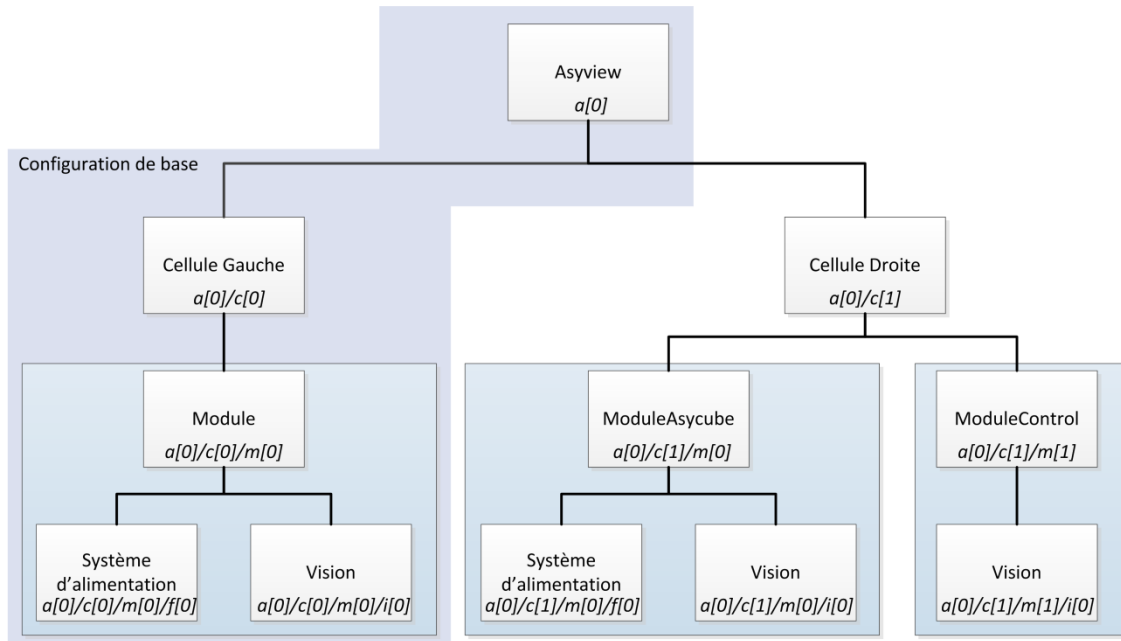 Asyview
a[0]
Configuration de base
Cellule Gauche
a[0]/c[0]
Cellule Droite
a[0]/c[1]
Module
a[0]/c[0]/m[0]
ModuleAsycube
a[0]/c[1]/m[0]
ModuleControl
a[0]/c[1]/m[1]
Système
d’alimentation
a[0]/c[0]/m[0]/f[0]
Vision
a[0]/c[0]/m[0]/i[0]
Système
d’alimentation
a[0]/c[1]/m[0]/f[0]
Vision
a[0]/c[1]/m[0]/i[0]
Vision
a[0]/c[1]/m[1]/i[0]